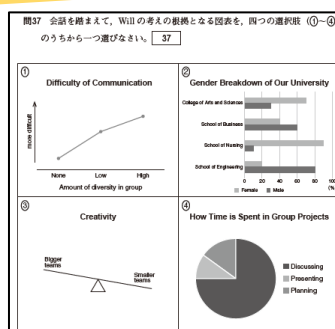 問37 会話を踏まえて，Will の考えの根拠となる図表を，四つの選択肢（①～④）
のうちから一つ選びなさい。 37
①
Difficulty of Communication
more difficult
None Low High
Amount of diversity in group
②
Gender Breakdown of Our University
College of Arts and Sciences
School of Business
School of Nursing
School of Engineering
0 20 40 60 80 100
(%)
Female Male
③
Creativity
Bigger
teams
Smaller
teams
④
How Time is Spent in Group Projects
Discussing
Presenting
Planning